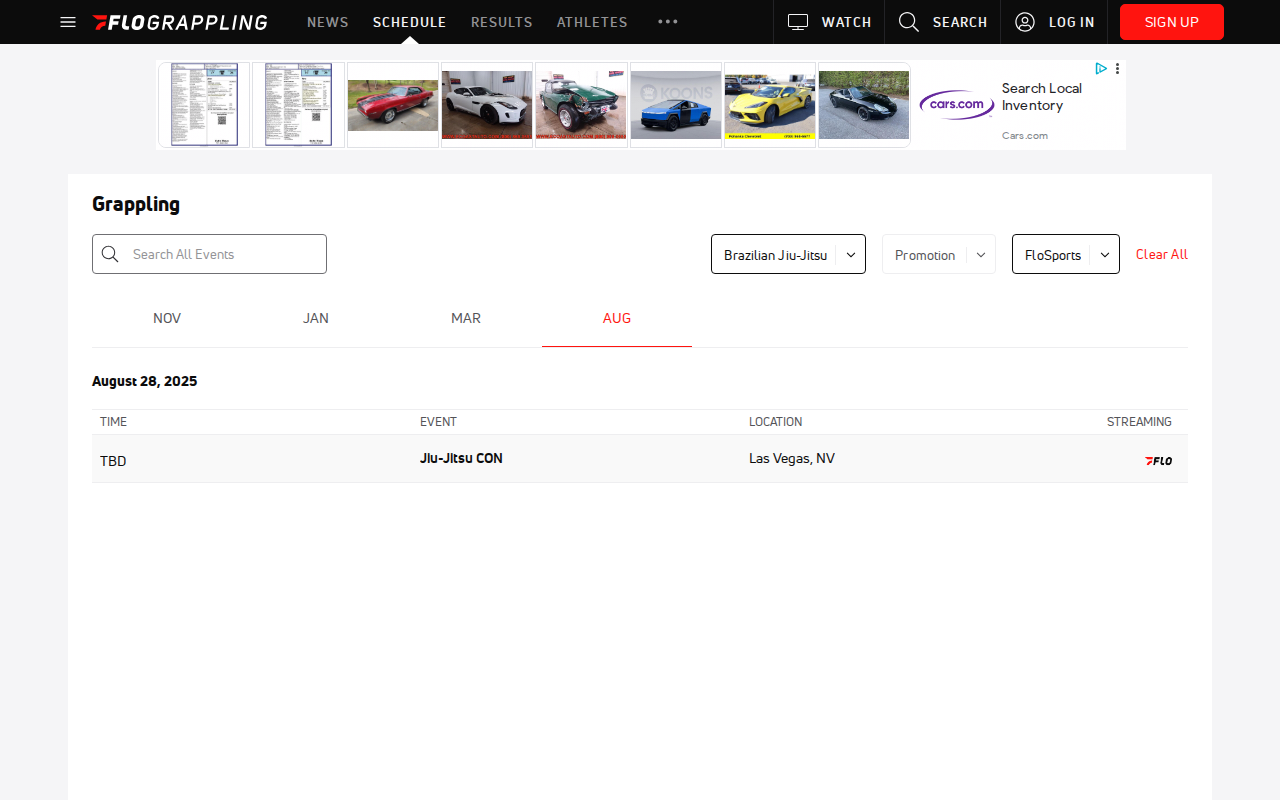 FLOGRAPPLING NEWS SCHEDULE RESULTS ATHLETES WATCH SEARCH LOG IN SIGN UP
KOONS
cars.com
Search Local
Inventory
Cars.com
Grappling
Search All Events
Brazilian Jiu-Jitsu
Promotion
FloSports
Clear All
NOV JAN MAR AUG
August 28, 2025
TIME EVENT LOCATION STREAMING
TBD Jiu-Jitsu CON Las Vegas, NV FLO